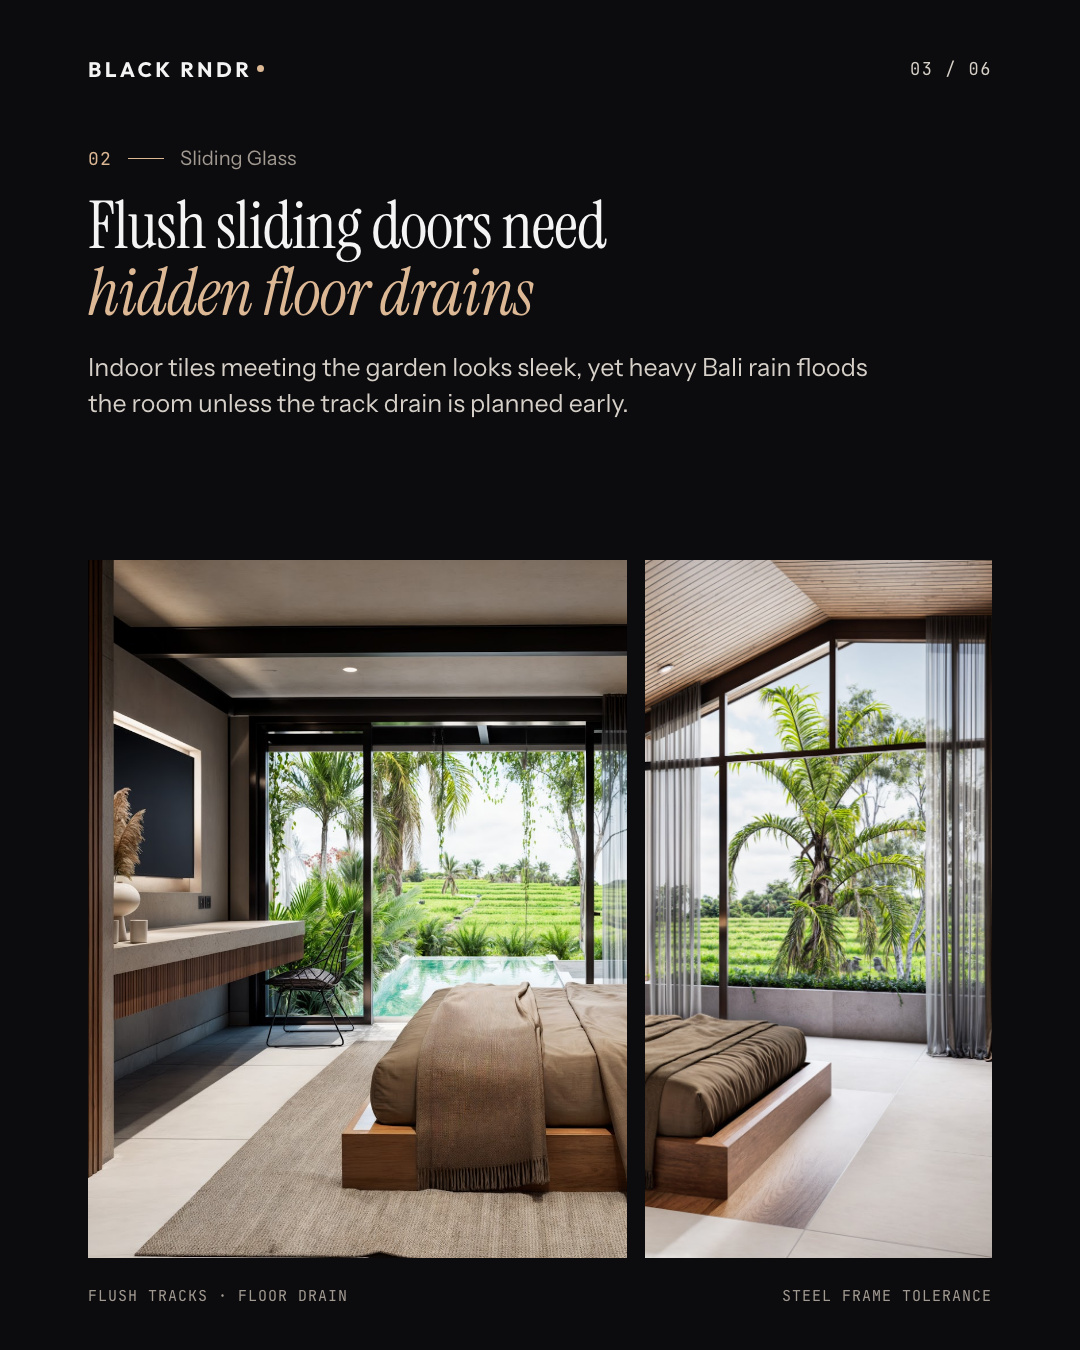 BLACK RNDR
03 / 06
02 — Sliding Glass
Flush sliding doors need
hidden floor drains
Indoor tiles meeting the garden looks sleek, yet heavy Bali rain floods
the room unless the track drain is planned early.
FLUSH TRACKS · FLOOR DRAIN
STEEL FRAME TOLERANCE